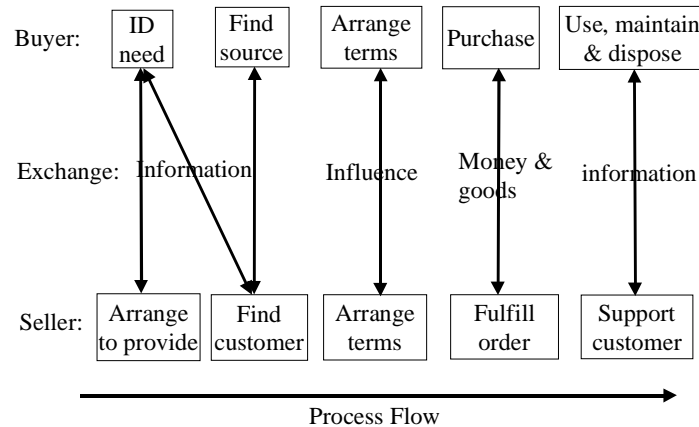 Buyer:
ID
need
Find
source
Arrange
terms
Purchase
Use, maintain
& dispose
Exchange:
Information
Influence
Money &
goods
information
Seller:
Arrange
to provide
Find
customer
Arrange
terms
Fulfill
order
Support
customer
Process Flow